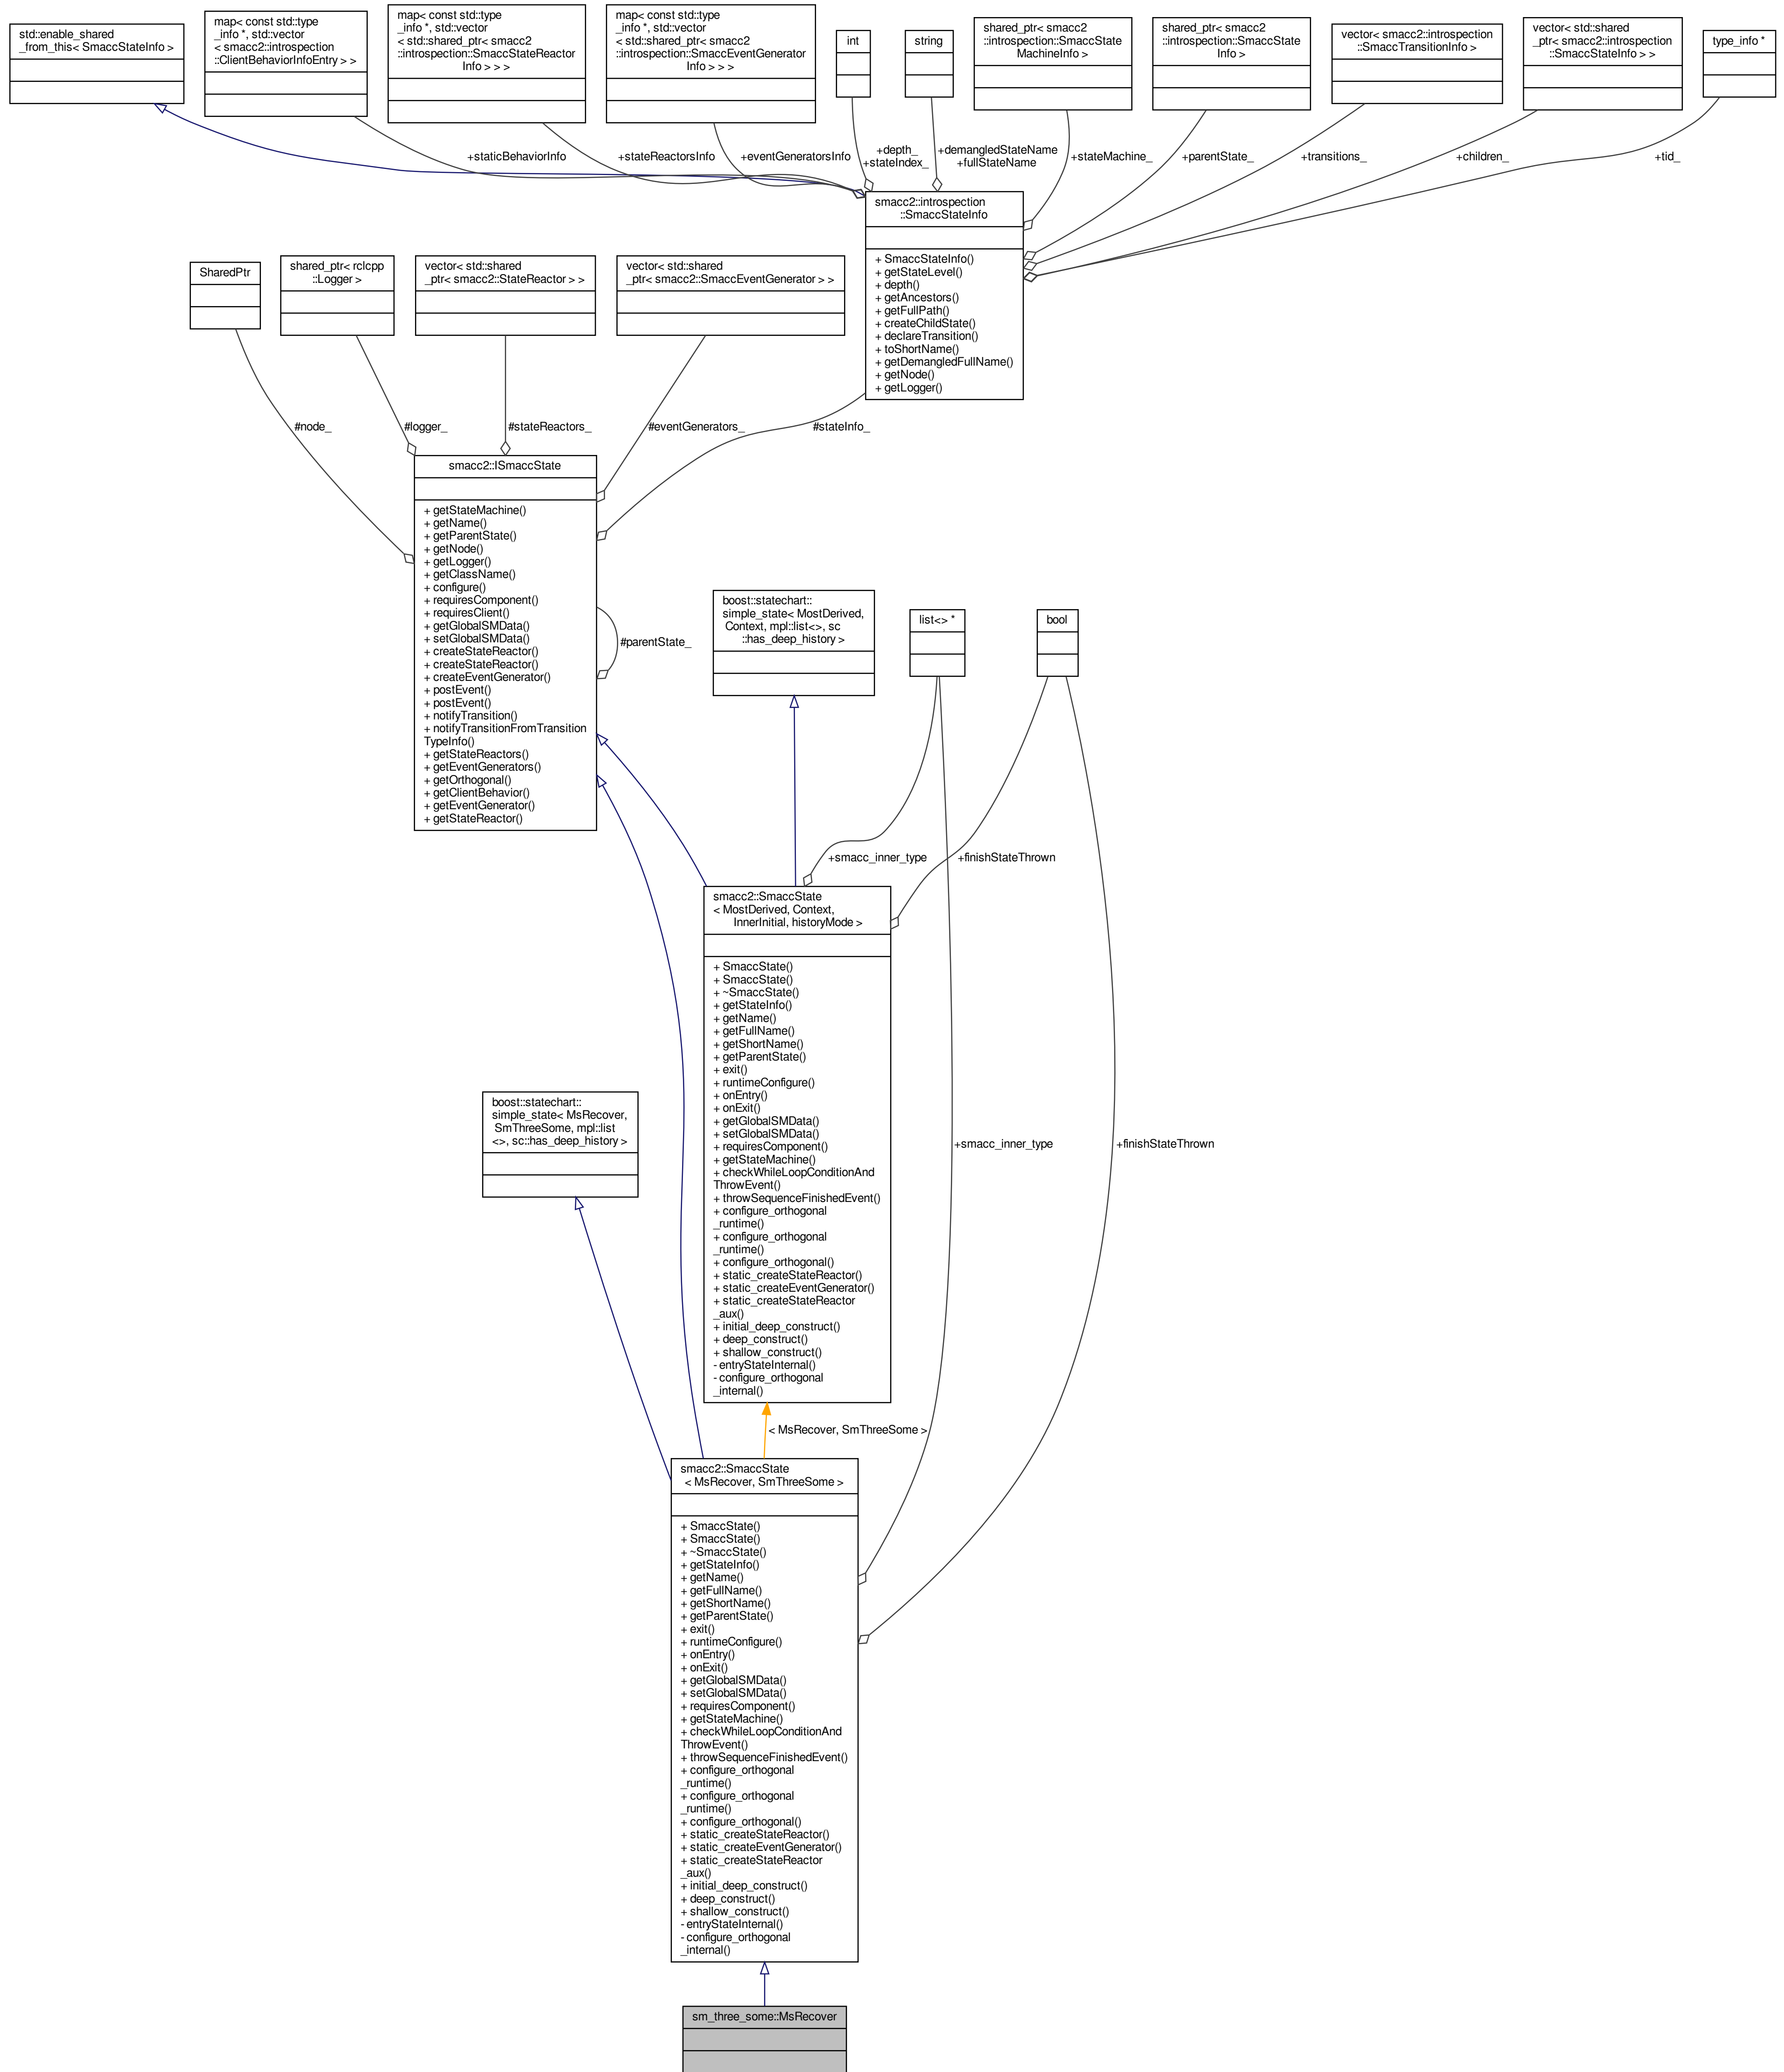 std::enable_shared
_from_this< SmaccStateInfo >
map< const std::type
_info *, std::vector
< smacc2::introspection
::ClientBehaviorInfoEntry > >
map< const std::type
_info *, std::vector
< std::shared_ptr< smacc2
::introspection::SmaccStateReactor
Info > > >
map< const std::type
_info *, std::vector
< std::shared_ptr< smacc2
::introspection::SmaccEventGenerator
Info > > >
int
string
shared_ptr< smacc2
::introspection::SmaccState
MachineInfo >
shared_ptr< smacc2
::introspection::SmaccState
Info >
vector< smacc2::introspection
::SmaccTransitionInfo >
vector< std::shared
_ptr< smacc2::introspection
::SmaccStateInfo > >
type_info *
+staticBehaviorInfo
+stateReactorsInfo
+eventGeneratorsInfo
+depth_
+stateIndex_
+demangledStateName
+fullStateName
+stateMachine_
+parentState_
+transitions_
+children_
+tid_
smacc2::introspection
::SmaccStateInfo
+ SmaccStateInfo()
+ getStateLevel()
+ depth()
+ getAncestors()
+ getFullPath()
+ createChildState()
+ declareTransition()
+ toShortName()
+ getDemangledFullName()
+ getNode()
+ getLogger()
SharedPtr
shared_ptr< rclcpp
::Logger >
vector< std::shared
_ptr< smacc2::StateReactor > >
vector< std::shared
_ptr< smacc2::SmaccEventGenerator > >
#node_
#logger_
#stateReactors_
#eventGenerators_
#stateInfo_
smacc2::ISmaccState
+ getStateMachine()
+ getName()
+ getParentState()
+ getNode()
+ getLogger()
+ getClassName()
+ configure()
+ requiresComponent()
+ requiresClient()
+ getGlobalSMData()
+ setGlobalSMData()
+ createStateReactor()
+ createStateReactor()
+ createEventGenerator()
+ postEvent()
+ postEvent()
+ notifyTransition()
+ notifyTransitionFromTransition
TypeInfo()
+ getStateReactors()
+ getEventGenerators()
+ getOrthogonal()
+ getClientBehavior()
+ getEventGenerator()
+ getStateReactor()
#parentState_
boost::statechart::
simple_state< MostDerived,
Context, mpl::list<>, sc
::has_deep_history >
list<> *
bool
+smacc_inner_type
+finishStateThrown
smacc2::SmaccState
< MostDerived, Context,
InnerInitial, historyMode >
+ SmaccState()
+ SmaccState()
+ ~SmaccState()
+ getStateInfo()
+ getName()
+ getFullName()
+ getShortName()
+ getParentState()
+ exit()
+ runtimeConfigure()
+ onEntry()
+ onExit()
+ getGlobalSMData()
+ setGlobalSMData()
+ requiresComponent()
+ getStateMachine()
+ checkWhileLoopConditionAnd
ThrowEvent()
+ throwSequenceFinishedEvent()
+ configure_orthogonal
_runtime()
+ configure_orthogonal
_runtime()
+ configure_orthogonal()
+ static_createStateReactor()
+ static_createEventGenerator()
+ static_createStateReactor
_aux()
+ initial_deep_construct()
+ deep_construct()
+ shallow_construct()
- entryStateInternal()
- configure_orthogonal
_internal()
boost::statechart::
simple_state< MsRecover,
SmThreeSome, mpl::list
<>, sc::has_deep_history >
+smacc_inner_type
+finishStateThrown
< MsRecover, SmThreeSome >
smacc2::SmaccState
< MsRecover, SmThreeSome >
+ SmaccState()
+ SmaccState()
+ ~SmaccState()
+ getStateInfo()
+ getName()
+ getFullName()
+ getShortName()
+ getParentState()
+ exit()
+ runtimeConfigure()
+ onEntry()
+ onExit()
+ getGlobalSMData()
+ setGlobalSMData()
+ requiresComponent()
+ getStateMachine()
+ checkWhileLoopConditionAnd
ThrowEvent()
+ throwSequenceFinishedEvent()
+ configure_orthogonal
_runtime()
+ configure_orthogonal
_runtime()
+ configure_orthogonal()
+ static_createStateReactor()
+ static_createEventGenerator()
+ static_createStateReactor
_aux()
+ initial_deep_construct()
+ deep_construct()
+ shallow_construct()
- entryStateInternal()
- configure_orthogonal
_internal()
sm_three_some::MsRecover